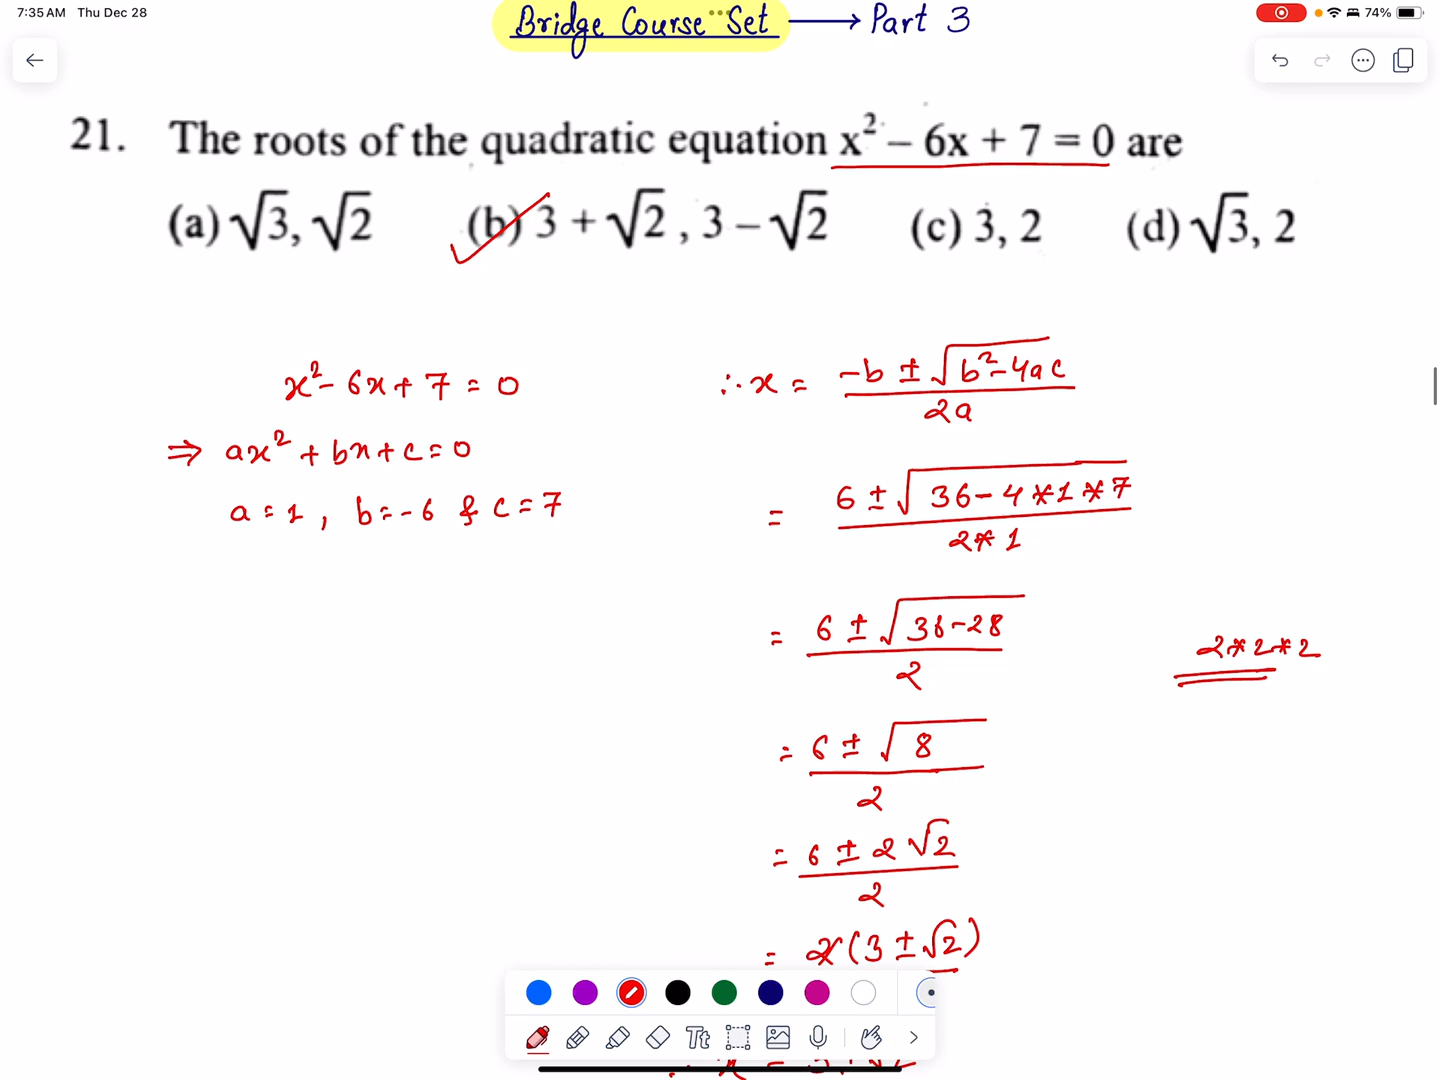 7:35 AM Thu Dec 28
74%
Bridge Course Set ⟶ Part 3
21. The roots of the quadratic equation x² – 6x + 7 = 0 are
(a) √3, √2 (b) 3 + √2 , 3 – √2 (c) 3, 2 (d) √3, 2
x² - 6x + 7 = 0
⇒ ax² + bx + c = 0
a = 1 , b = -6 & c = 7
∴ x = (-b ± √(b² - 4ac)) / 2a
= (6 ± √(36 - 4*1*7)) / 2*1
= (6 ± √(36-28)) / 2
2*2*2
= (6 ± √8) / 2
= (6 ± 2√2) / 2
= 2(3 ± √2)
Tt